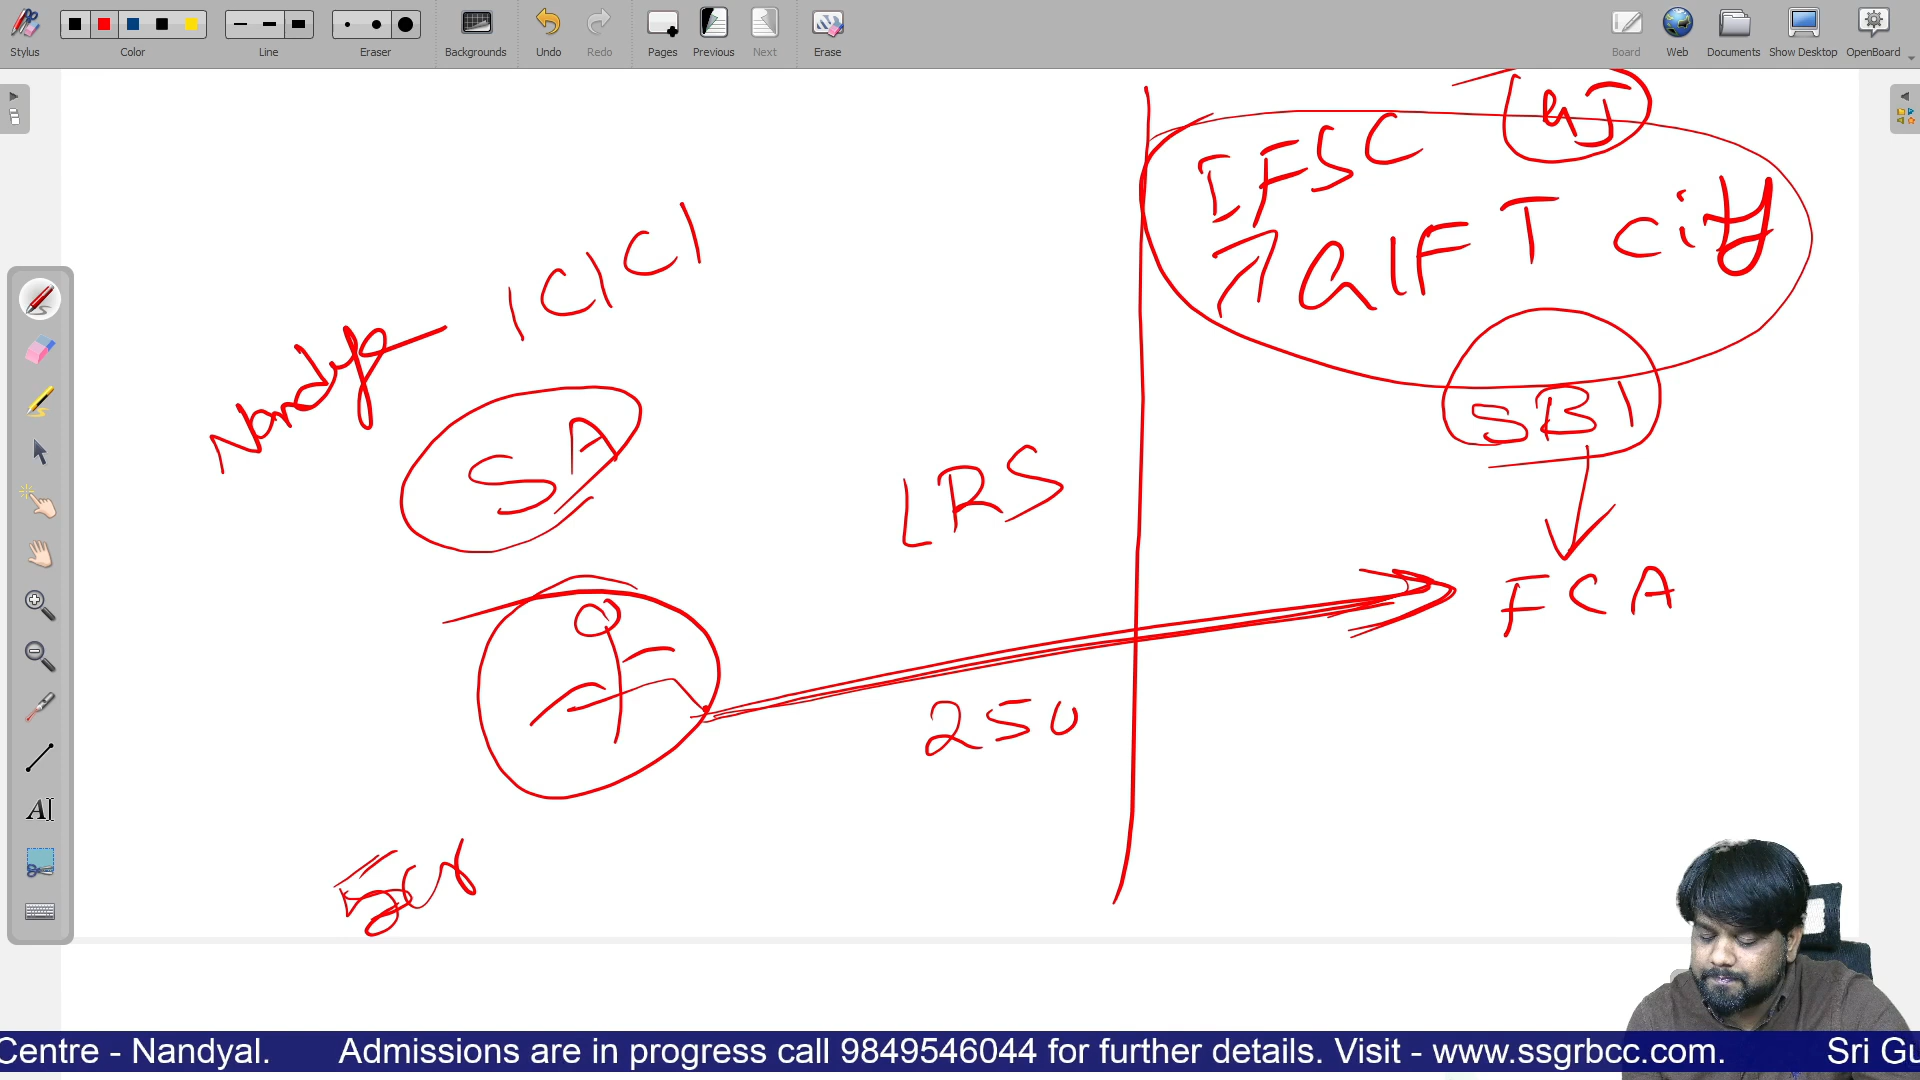 Stylus
Color
Line
Eraser
Backgrounds
Undo
Redo
Pages
Previous
Next
Erase
Board
Web
Documents
Show Desktop
OpenBoard
GJ
IFSC
GIFT city
ICICI
Nandyal
SBI
SA
LRS
FCA
250
5cr
Centre - Nandyal. Admissions are in progress call 9849546044 for further details. Visit - www.ssgrbcc.com. Sri Gu